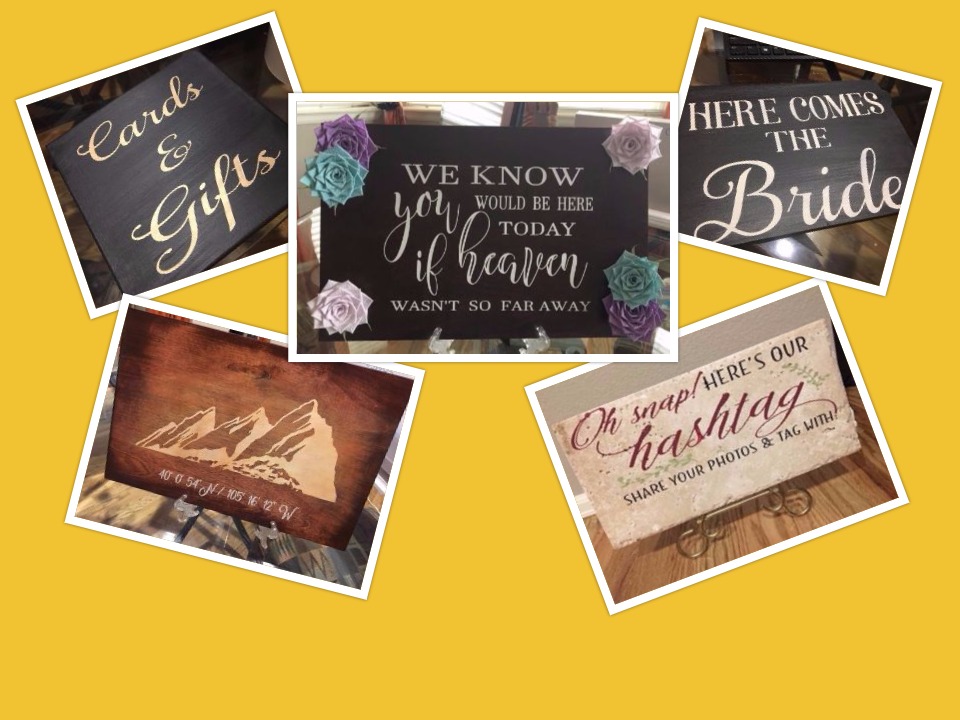 Cards
&
Gifts
WE KNOW
you WOULD BE HERE
TODAY
if heaven
WASN'T SO FAR AWAY
HERE COMES
THE
Bride
40° 0' 54" N / 105° 16' 12" W
Oh snap! HERE'S OUR
hashtag
SHARE YOUR PHOTOS & TAG WITH!